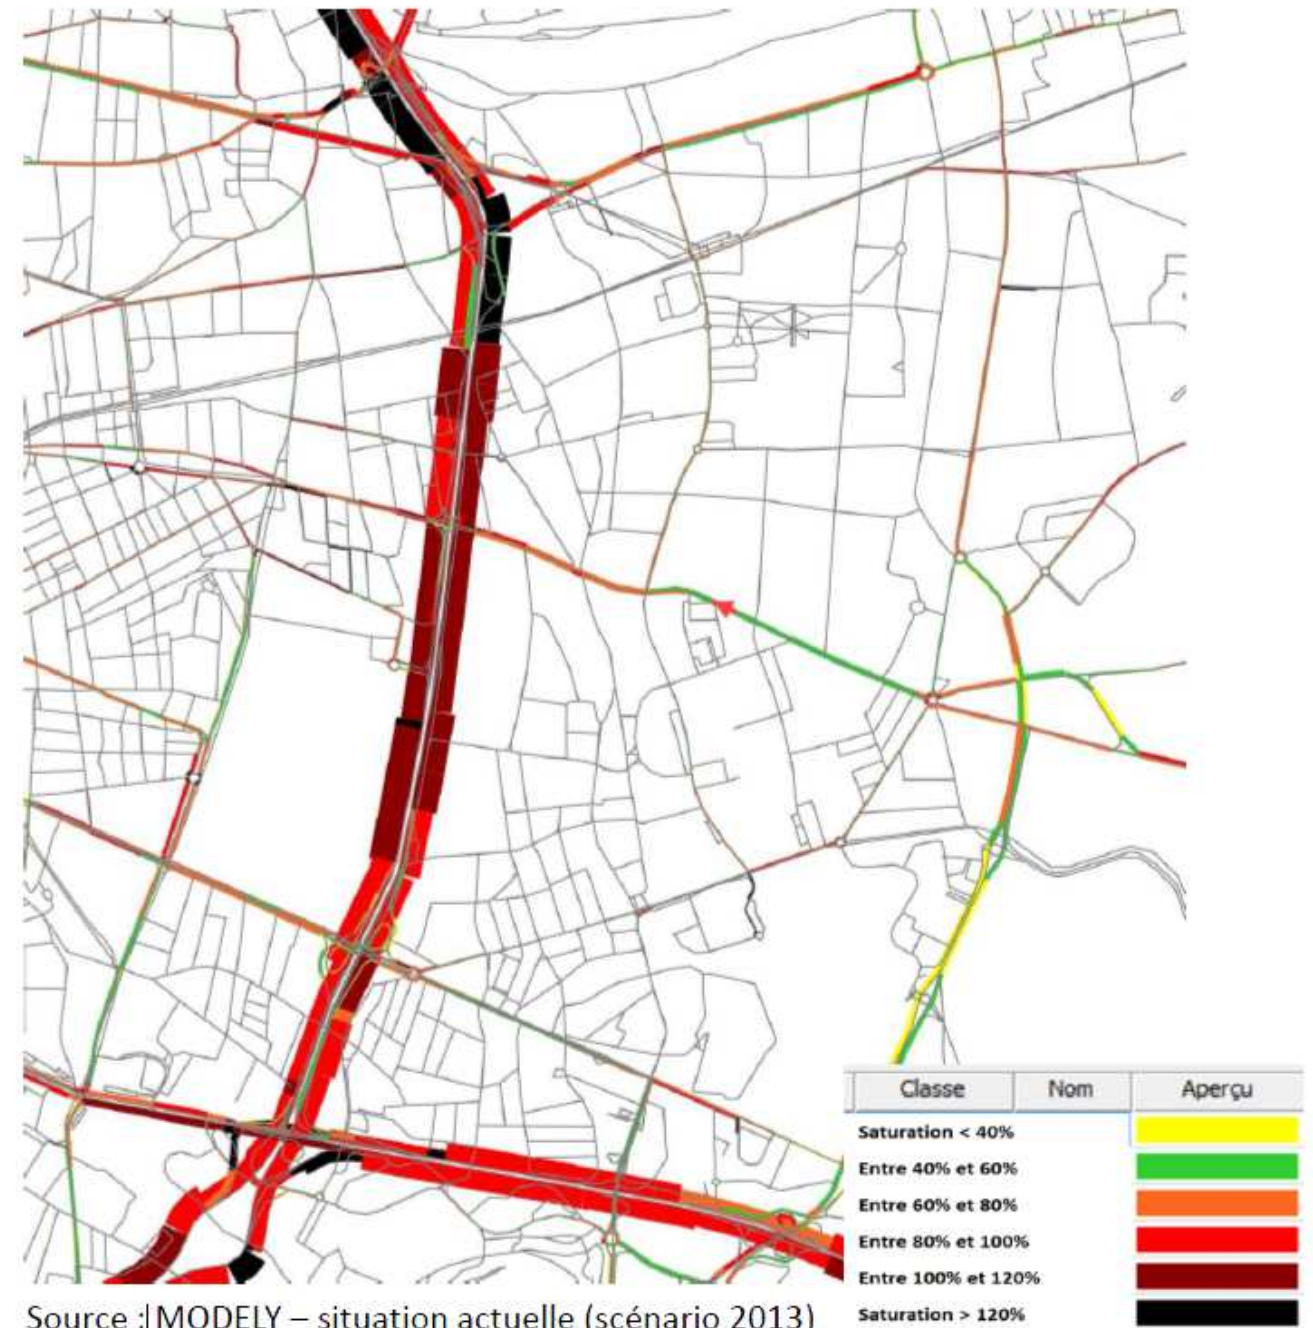 Classe Nom Aperçu
Saturation < 40%
Entre 40% et 60%
Entre 60% et 80%
Entre 80% et 100%
Entre 100% et 120%
Saturation > 120%
Source : MODELY – situation actuelle (scénario 2013)